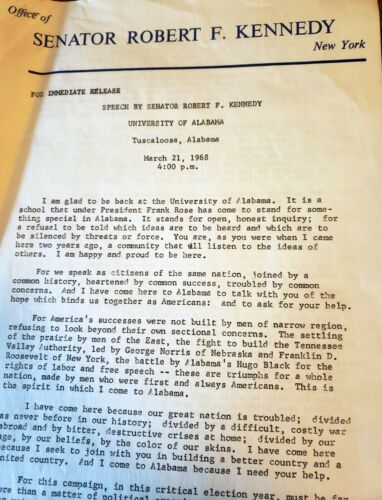 Office of
SENATOR ROBERT F. KENNEDY
New York
FOR IMMEDIATE RELEASE
SPEECH BY SENATOR ROBERT F. KENNEDY
UNIVERSITY OF ALABAMA
Tuscaloosa, Alabama
March 21, 1968
4:00 p.m.
I am glad to be back at the University of Alabama. It is a
school that under President Frank Rose has come to stand for some-
thing special in Alabama. It stands for open, honest inquiry; for
a refusal to be told which ideas are to be heard and which are to
be silenced by threats or force. You are, as you were when I came
here two years ago, a community that will listen to the ideas of
others. I am happy and proud to be here.
For we speak as citizens of the same nation, joined by a
common history, heartened by common success, troubled by common
concerns. And I have come here to Alabama to talk with you of the
hope which binds us together as Americans: and to ask for your help.
For America's successes were not built by men of narrow region,
refusing to look beyond their own sectional concerns. The settling
of the prairie by men of the East, the fight to build the Tennessee
Valley Authority, led by George Norris of Nebraska and Franklin D.
Roosevelt of New York, the battle by Alabama's Hugo Black for the
rights of labor and free speech -- these are triumphs for a whole
nation, made by men who were first and always Americans. This is
the spirit in which I come to Alabama.
I have come here because our great nation is troubled; divided
as never before in our history; divided by a difficult, costly war
abroad and by bitter, destructive crises at home; divided by our
age, by our beliefs, by the color of our skins. I have come here
because I seek to join with you in building a better country and a
united country. And I come to Alabama because I need your help.
For this campaign, in this critical election year, must be far
more than a matter of political